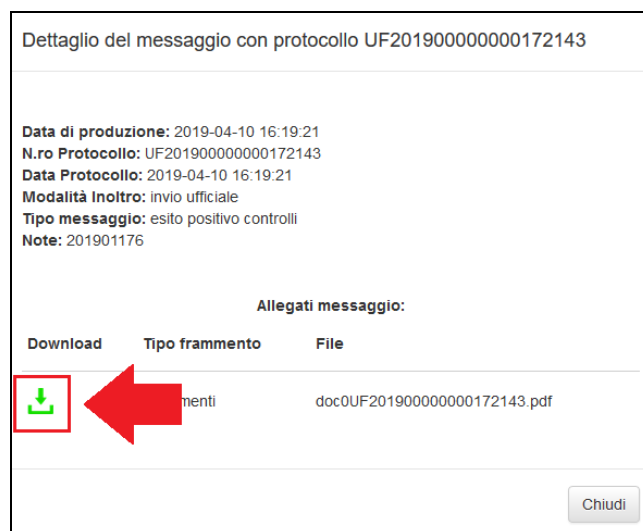 Dettaglio del messaggio con protocollo UF201900000000172143
Data di produzione: 2019-04-10 16:19:21
N.ro Protocollo: UF201900000000172143
Data Protocollo: 2019-04-10 16:19:21
Modalità Inoltro: invio ufficiale
Tipo messaggio: esito positivo controlli
Note: 201901176
Allegati messaggio:
Download Tipo frammento File
doc0UF201900000000172143.pdf
Chiudi